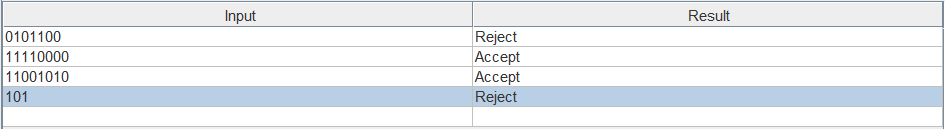 Input Result
0101100 Reject
11110000 Accept
11001010 Accept
101 Reject